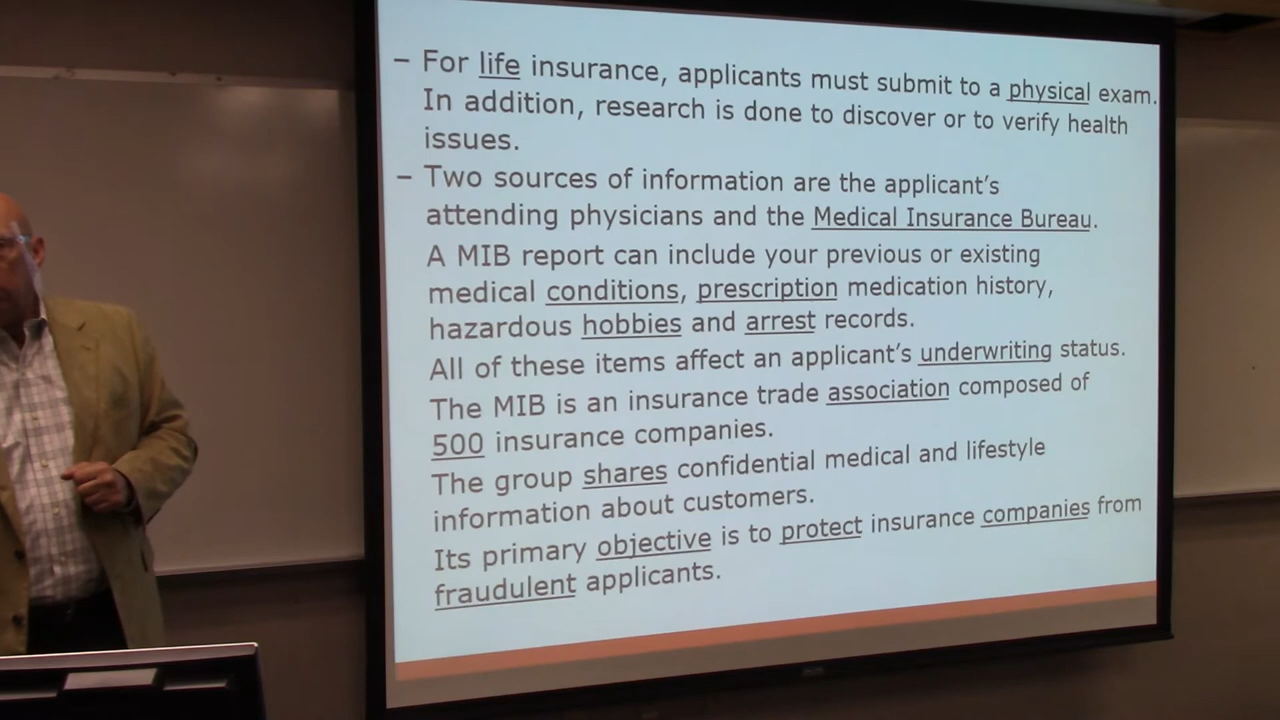 – For life insurance, applicants must submit to a physical exam.
In addition, research is done to discover or to verify health
issues.
– Two sources of information are the applicant's
attending physicians and the Medical Insurance Bureau.
A MIB report can include your previous or existing
medical conditions, prescription medication history,
hazardous hobbies and arrest records.
All of these items affect an applicant's underwriting status.
The MIB is an insurance trade association composed of
500 insurance companies.
The group shares confidential medical and lifestyle
information about customers.
Its primary objective is to protect insurance companies from
fraudulent applicants.